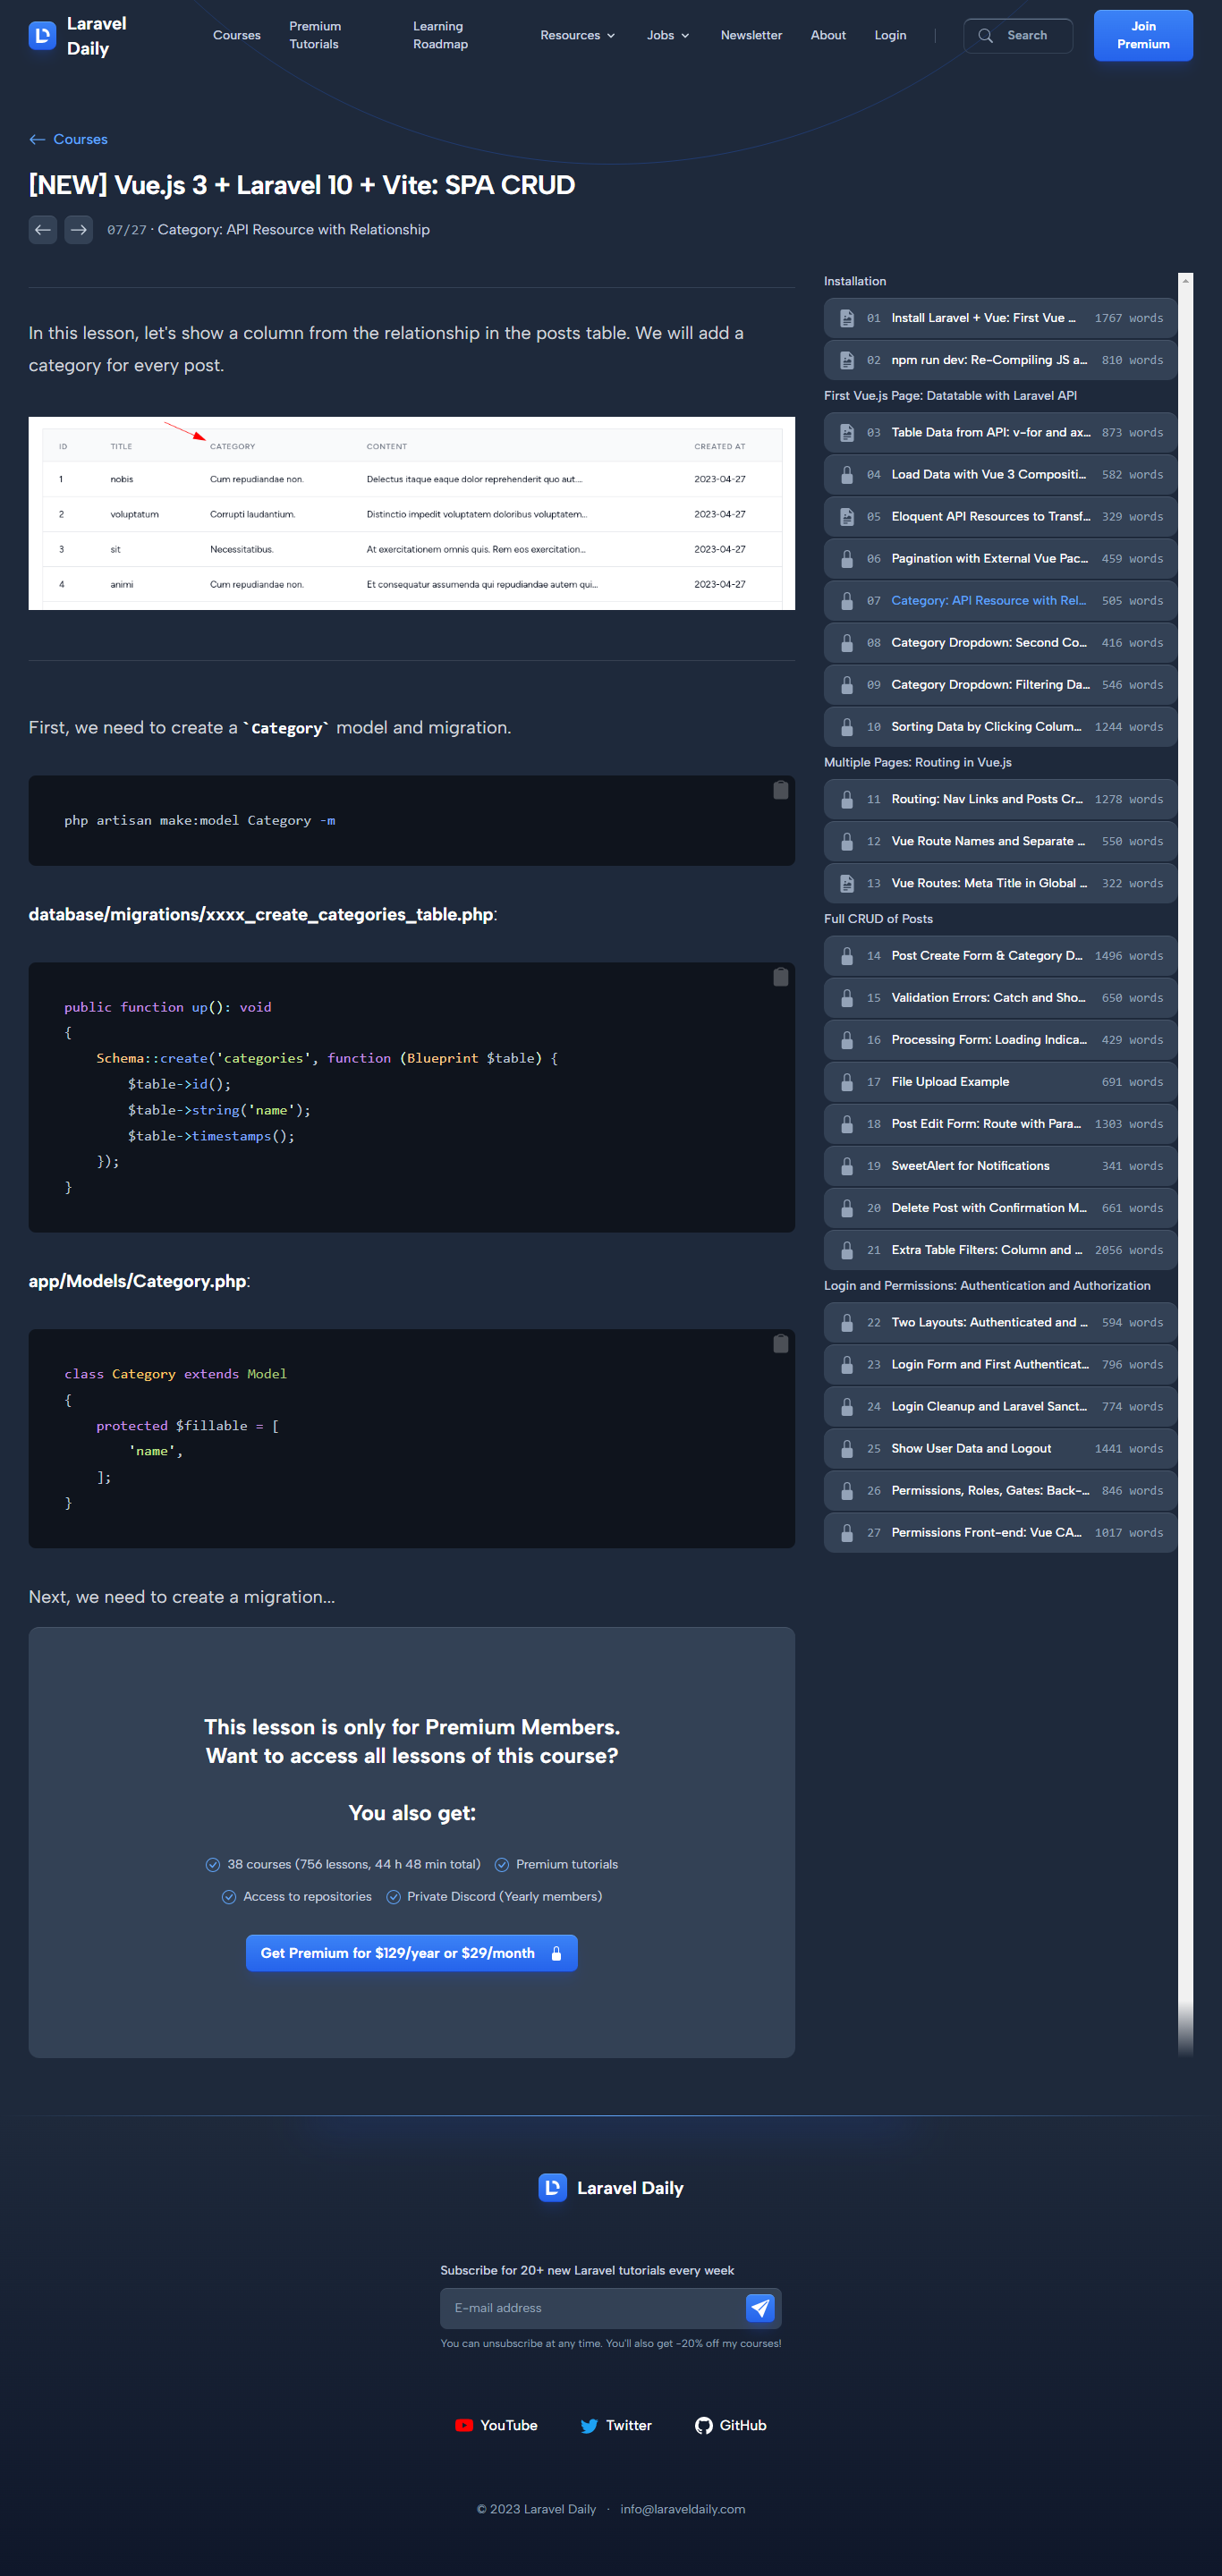 Laravel
Daily
Courses
Premium
Tutorials
Learning
Roadmap
Resources
Jobs
Newsletter
About
Login
Search
Join
Premium
Courses
[NEW] Vue.js 3 + Laravel 10 + Vite: SPA CRUD
07/27 · Category: API Resource with Relationship
In this lesson, let's show a column from the relationship in the posts table. We will add a
category for every post.
ID TITLE CATEGORY CONTENT CREATED AT
1 nobis Cum repudiandae non. Delectus itaque eaque dolor reprehenderit quo aut.... 2023-04-27
2 voluptatum Corrupti laudantium. Distinctio impedit voluptatem doloribus voluptatem... 2023-04-27
3 sit Necessitatibus. At exercitationem omnis quis. Rem eos exercitation... 2023-04-27
4 animi Cum repudiandae non. Et consequatur assumenda qui repudiandae autem qui... 2023-04-27
First, we need to create a `Category` model and migration.
php artisan make:model Category -m
database/migrations/xxxx_create_categories_table.php:
public function up(): void
{
    Schema::create('categories', function (Blueprint $table) {
        $table->id();
        $table->string('name');
        $table->timestamps();
    });
}
app/Models/Category.php:
class Category extends Model
{
    protected $fillable = [
        'name',
    ];
}
Next, we need to create a migration...
This lesson is only for Premium Members.
Want to access all lessons of this course?
You also get:
38 courses (756 lessons, 44 h 48 min total) Premium tutorials
Access to repositories Private Discord (Yearly members)
Get Premium for $129/year or $29/month
Installation
01 Install Laravel + Vue: First Vue ... 1767 words
02 npm run dev: Re-Compiling JS a... 810 words
First Vue.js Page: Datatable with Laravel API
03 Table Data from API: v-for and ax... 873 words
04 Load Data with Vue 3 Compositi... 582 words
05 Eloquent API Resources to Transf... 329 words
06 Pagination with External Vue Pac... 459 words
07 Category: API Resource with Rel... 505 words
08 Category Dropdown: Second Co... 416 words
09 Category Dropdown: Filtering Da... 546 words
10 Sorting Data by Clicking Colum... 1244 words
Multiple Pages: Routing in Vue.js
11 Routing: Nav Links and Posts Cr... 1278 words
12 Vue Route Names and Separate ... 550 words
13 Vue Routes: Meta Title in Global ... 322 words
Full CRUD of Posts
14 Post Create Form & Category D... 1496 words
15 Validation Errors: Catch and Sho... 650 words
16 Processing Form: Loading Indica... 429 words
17 File Upload Example 691 words
18 Post Edit Form: Route with Para... 1303 words
19 SweetAlert for Notifications 341 words
20 Delete Post with Confirmation M... 661 words
21 Extra Table Filters: Column and ... 2056 words
Login and Permissions: Authentication and Authorization
22 Two Layouts: Authenticated and ... 594 words
23 Login Form and First Authenticat... 796 words
24 Login Cleanup and Laravel Sanct... 774 words
25 Show User Data and Logout 1441 words
26 Permissions, Roles, Gates: Back-... 846 words
27 Permissions Front-end: Vue CA... 1017 words
Laravel Daily
Subscribe for 20+ new Laravel tutorials every week
E-mail address
You can unsubscribe at any time. You'll also get -20% off my courses!
YouTube Twitter GitHub
© 2023 Laravel Daily · info@laraveldaily.com